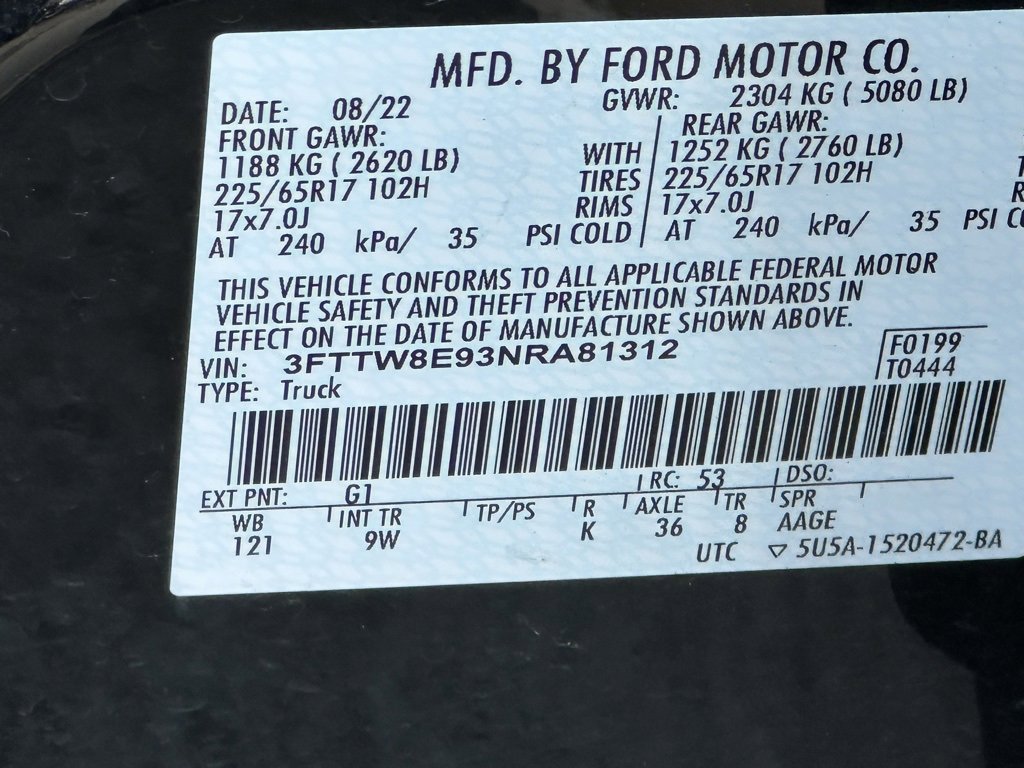 MFD. BY FORD MOTOR CO.
DATE: 08/22 GVWR: 2304 KG ( 5080 LB)
FRONT GAWR: REAR GAWR:
1188 KG ( 2620 LB) WITH 1252 KG ( 2760 LB)
225/65R17 102H TIRES 225/65R17 102H
17x7.0J RIMS 17x7.0J
AT 240 kPa/ 35 PSI COLD AT 240 kPa/ 35 PSI
THIS VEHICLE CONFORMS TO ALL APPLICABLE FEDERAL MOTOR
VEHICLE SAFETY AND THEFT PREVENTION STANDARDS IN
EFFECT ON THE DATE OF MANUFACTURE SHOWN ABOVE.
VIN: 3FTTW8E93NRA81312 F0199
TYPE: Truck T0444
EXT PNT: G1 RC: 53 DSO:
WB INT TR TP/PS R AXLE TR SPR
121 9W K 36 8 AAGE
UTC ▽ 5U5A-1520472-BA